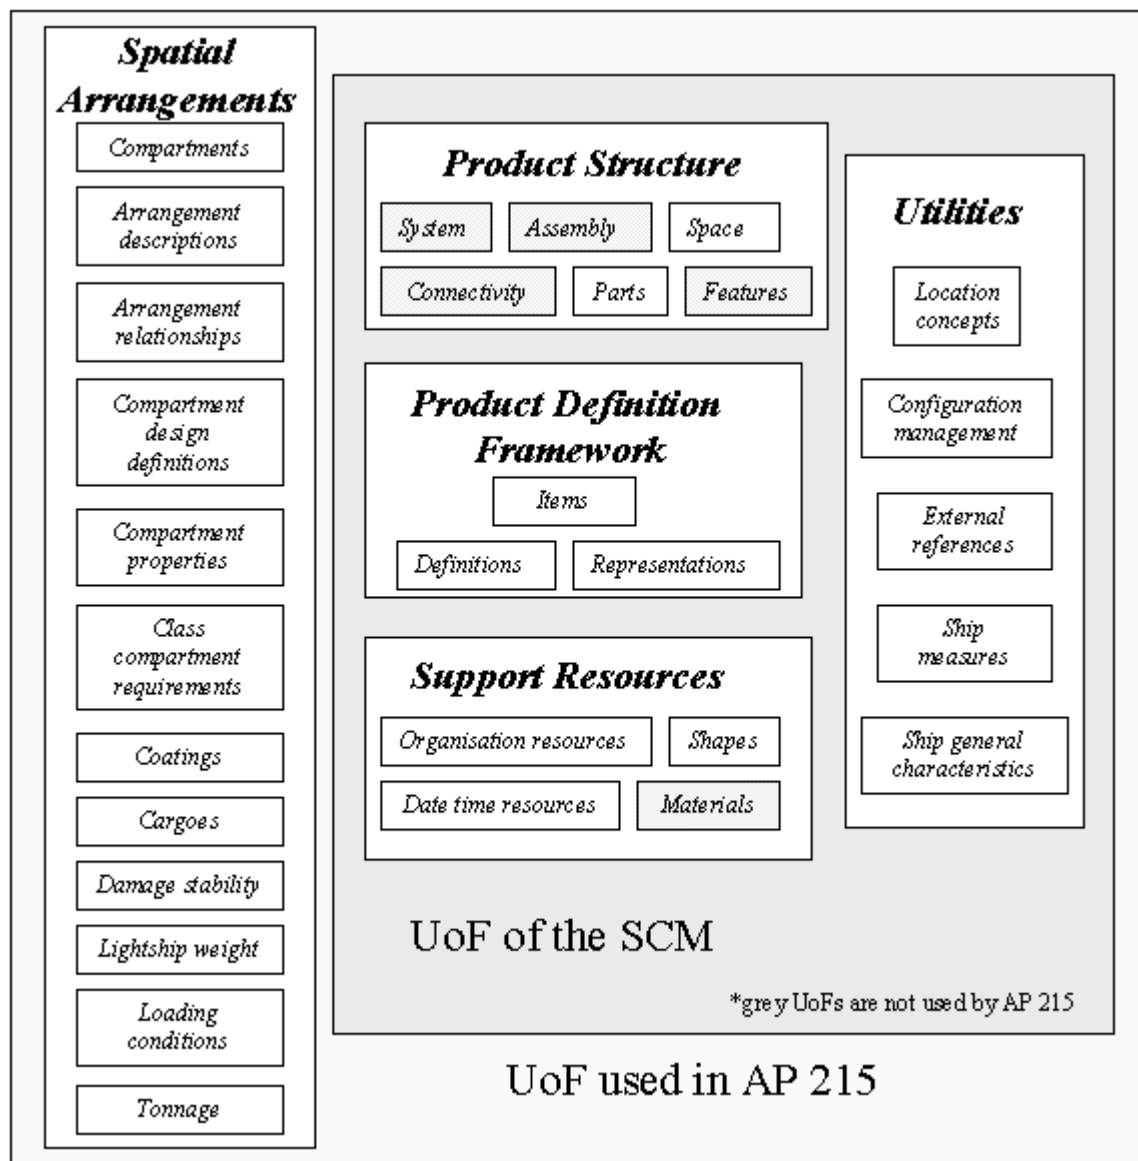 Spatial
Arrangements
Compartments
Arrangement
descriptions
Arrangement
relationships
Compartment
design
definitions
Compartment
properties
Class
compartment
requirements
Coatings
Cargoes
Damage stability
Lightship weight
Loading
conditions
Tonnage
Product Structure
System
Assembly
Space
Connectivity
Parts
Features
Product Definition
Framework
Items
Definitions
Representations
Support Resources
Organisation resources
Shapes
Date time resources
Materials
Utilities
Location
concepts
Configuration
management
External
references
Ship
measures
Ship general
characteristics
UoF of the SCM
*grey UoFs are not used by AP 215
UoF used in AP 215